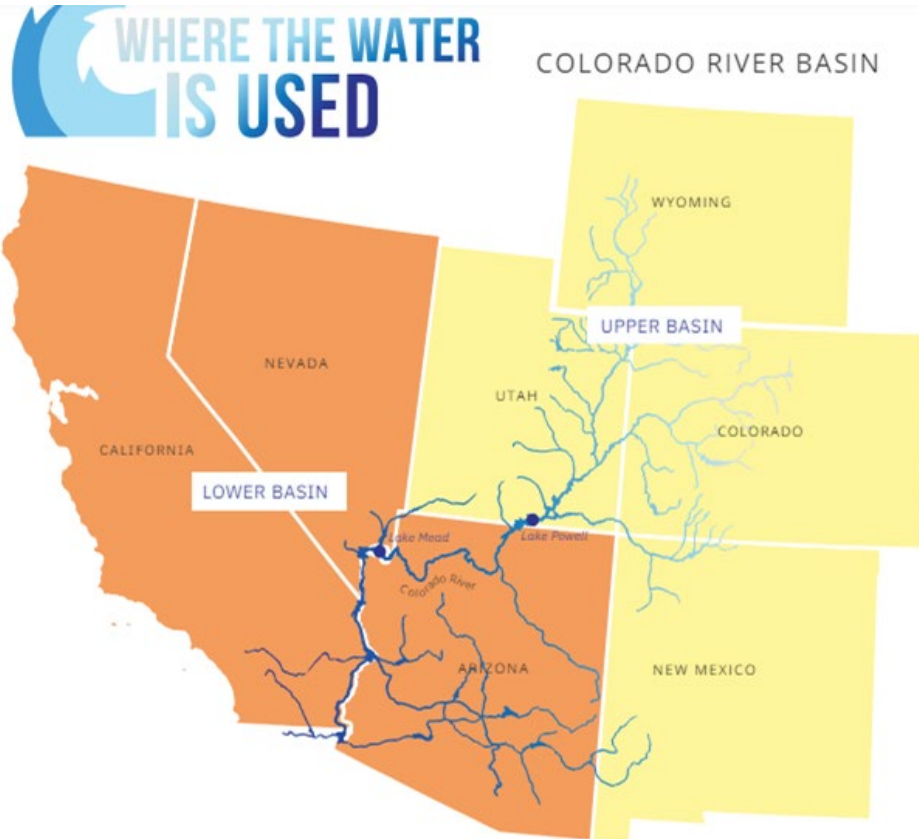 WHERE THE WATER
IS USED
COLORADO RIVER BASIN
WYOMING
UPPER BASIN
NEVADA
UTAH
COLORADO
CALIFORNIA
LOWER BASIN
Lake Mead
Lake Powell
Colorado River
ARIZONA
NEW MEXICO